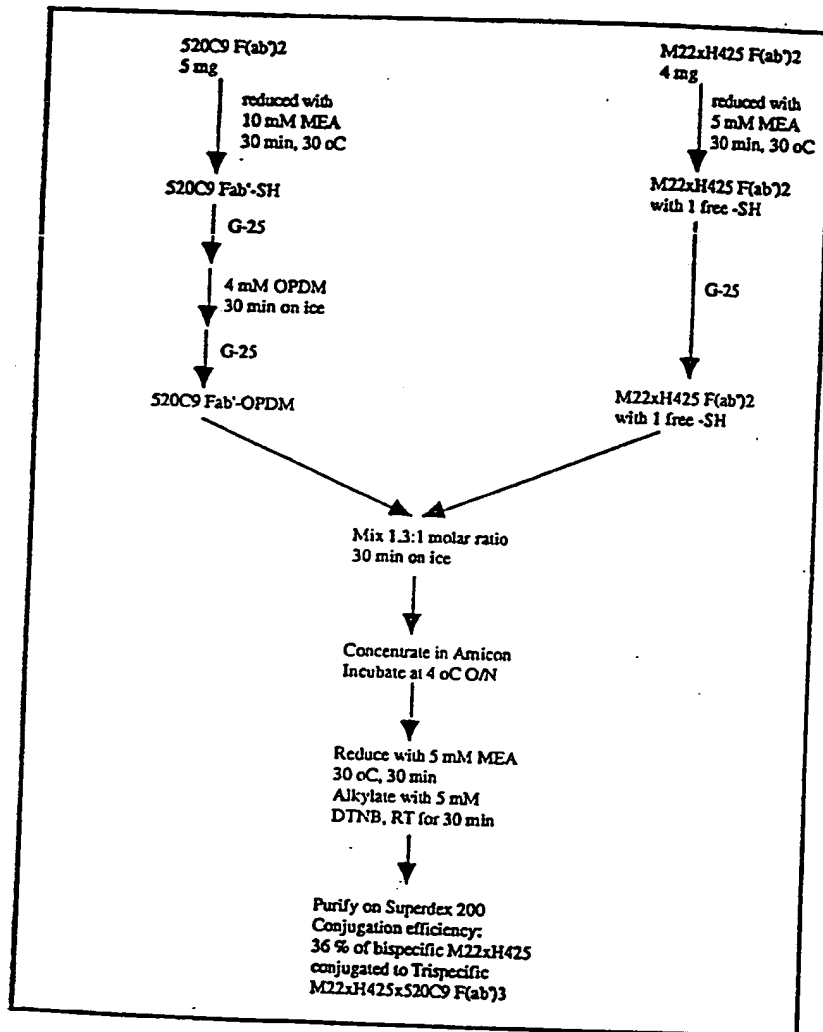 520C9 F(ab')2
5 mg
reduced with
10 mM MEA
30 min, 30 oC
520C9 Fab'-SH
G-25
4 mM OPDM
30 min on ice
G-25
520C9 Fab'-OPDM
M22xH425 F(ab')2
4 mg
reduced with
5 mM MEA
30 min, 30 oC
M22xH425 F(ab')2
with 1 free -SH
G-25
M22xH425 F(ab')2
with 1 free -SH
Mix 1.3:1 molar ratio
30 min on ice
Concentrate in Amicon
Incubate at 4 oC O/N
Reduce with 5 mM MEA
30 oC, 30 min
Alkylate with 5 mM
DTNB, RT for 30 min
Purify on Superdex 200
Conjugation efficiency:
36 % of bispecific M22xH425
conjugated to Trispecific
M22xH425x520C9 F(ab')3